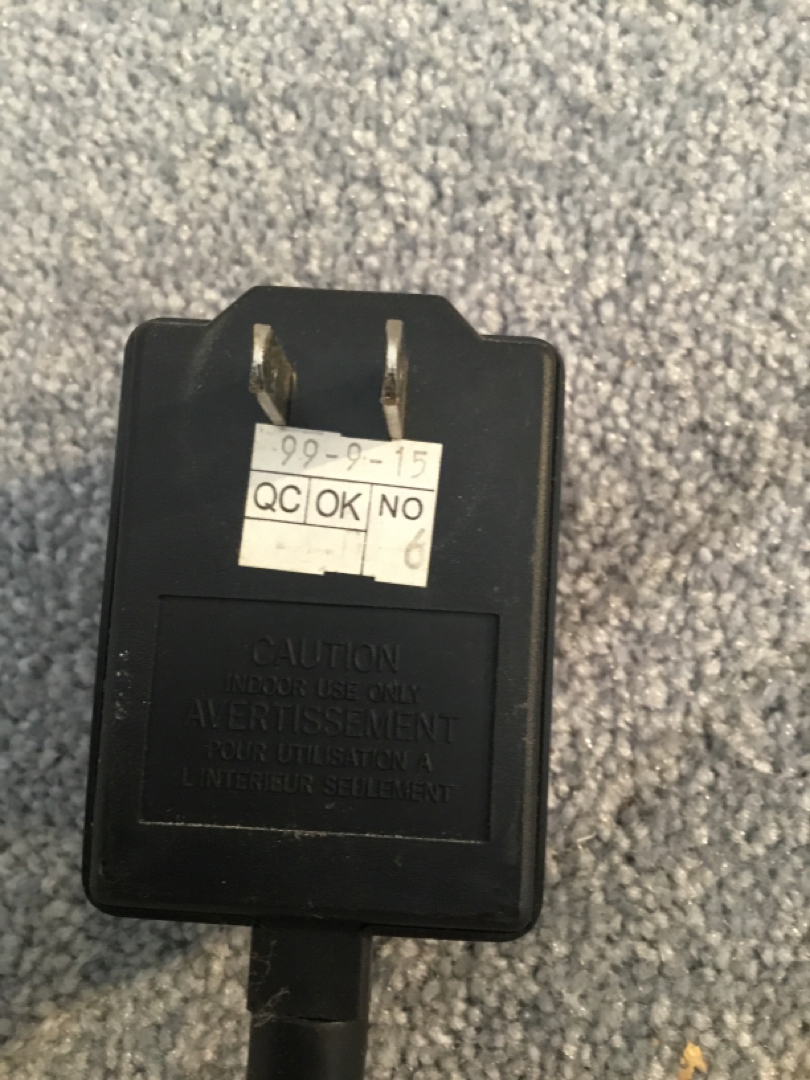 99-9-15
QC OK NO
6
CAUTION
INDOOR USE ONLY
AVERTISSEMENT
POUR UTILISATION A
L'INTERIEUR SEULEMENT